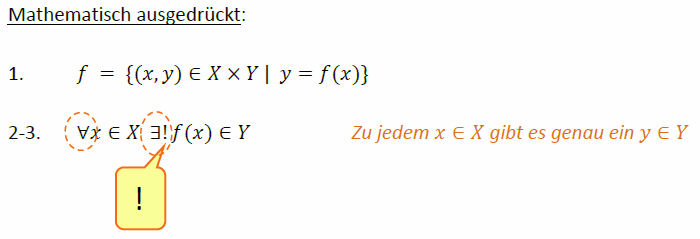 Mathematisch ausgedrückt:
1. f = {(x, y) ∈ X × Y | y = f(x)}
2-3. ∀x ∈ X ∃! f(x) ∈ Y Zu jedem x ∈ X gibt es genau ein y ∈ Y
!